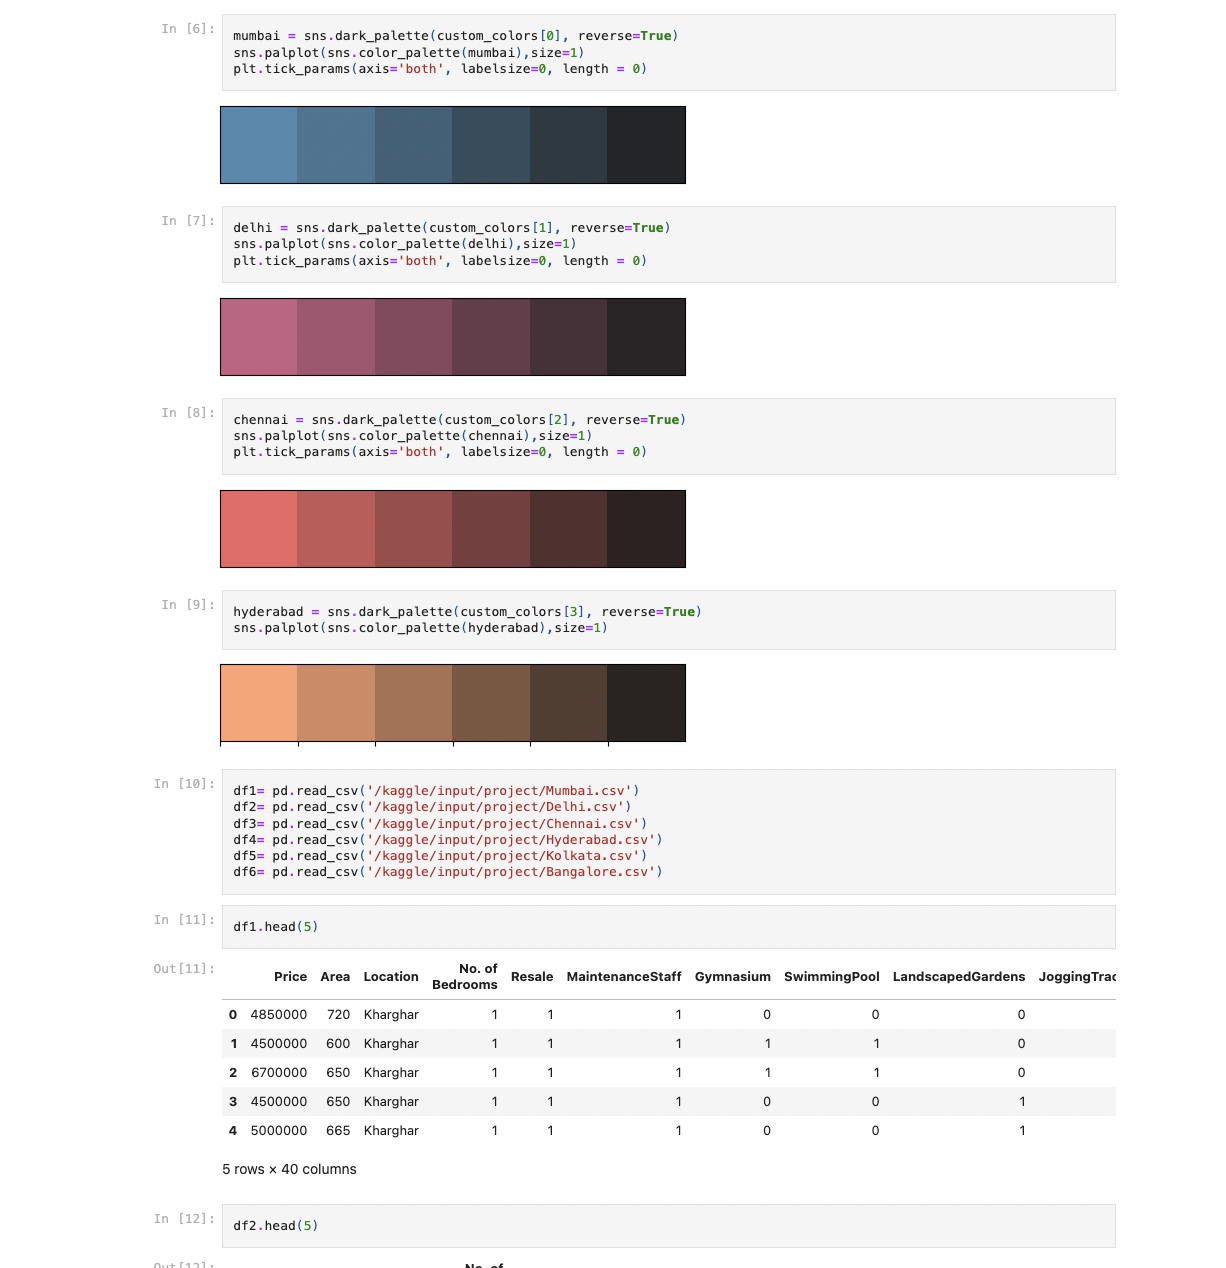 In [6]:
mumbai = sns.dark_palette(custom_colors[0], reverse=True)
sns.palplot(sns.color_palette(mumbai),size=1)
plt.tick_params(axis='both', labelsize=0, length = 0)
In [7]:
delhi = sns.dark_palette(custom_colors[1], reverse=True)
sns.palplot(sns.color_palette(delhi),size=1)
plt.tick_params(axis='both', labelsize=0, length = 0)
In [8]:
chennai = sns.dark_palette(custom_colors[2], reverse=True)
sns.palplot(sns.color_palette(chennai),size=1)
plt.tick_params(axis='both', labelsize=0, length = 0)
In [9]:
hyderabad = sns.dark_palette(custom_colors[3], reverse=True)
sns.palplot(sns.color_palette(hyderabad),size=1)
In [10]:
df1= pd.read_csv('/kaggle/input/project/Mumbai.csv')
df2= pd.read_csv('/kaggle/input/project/Delhi.csv')
df3= pd.read_csv('/kaggle/input/project/Chennai.csv')
df4= pd.read_csv('/kaggle/input/project/Hyderabad.csv')
df5= pd.read_csv('/kaggle/input/project/Kolkata.csv')
df6= pd.read_csv('/kaggle/input/project/Bangalore.csv')
In [11]:
df1.head(5)
Out[11]:
Price Area Location No. of Bedrooms Resale MaintenanceStaff Gymnasium SwimmingPool LandscapedGardens JoggingTrac
0 4850000 720 Kharghar 1 1 1 0 0 0
1 4500000 600 Kharghar 1 1 1 1 1 0
2 6700000 650 Kharghar 1 1 1 1 1 0
3 4500000 650 Kharghar 1 1 1 0 0 1
4 5000000 665 Kharghar 1 1 1 0 0 1
5 rows × 40 columns
In [12]:
df2.head(5)
Out[12]:
No. of